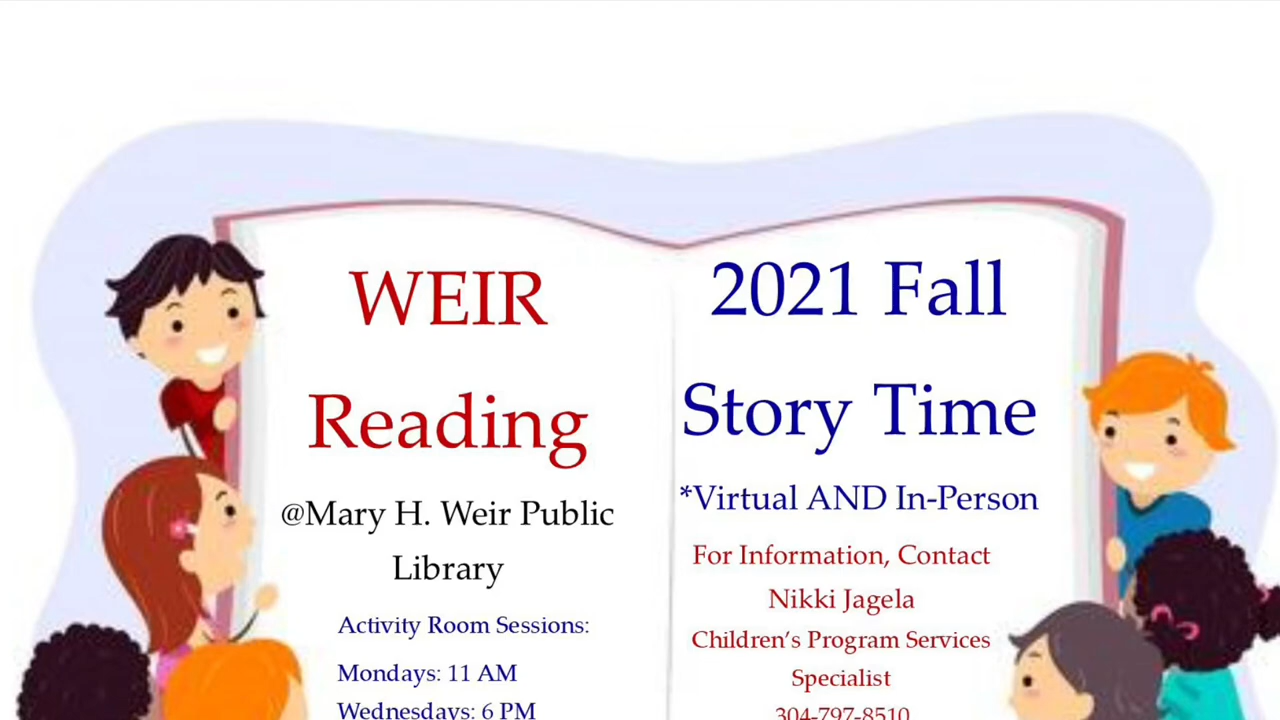 WEIR
Reading
@Mary H. Weir Public
Library
Activity Room Sessions:
Mondays: 11 AM
Wednesdays: 6 PM
2021 Fall
Story Time
*Virtual AND In-Person
For Information, Contact
Nikki Jagela
Children's Program Services
Specialist
304-797-8510